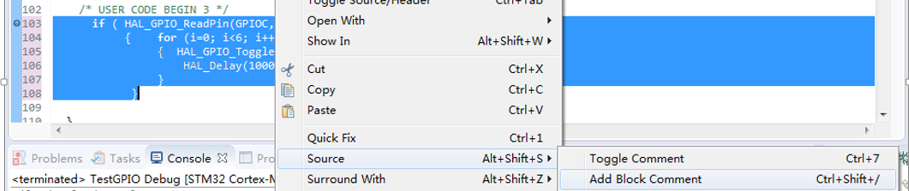 Toggle Source/Header Ctrl+Tab
102 /* USER CODE BEGIN 3 */
Open With
103 if ( HAL_GPIO_ReadPin(GPIOC,
104 { for (i=0; i<6; i++
Show In Alt+Shift+W
105 { HAL_GPIO_Toggle
106 HAL_Delay(1000
Cut Ctrl+X
107 }
Copy Ctrl+C
108 }
Paste Ctrl+V
109
110 }
Quick Fix Ctrl+1
Problems Tasks Console Pro
Source Alt+Shift+S
Toggle Comment Ctrl+7
<terminated> TestGPIO Debug [STM32 Cortex-M
Surround With Alt+Shift+Z
Add Block Comment Ctrl+Shift+/